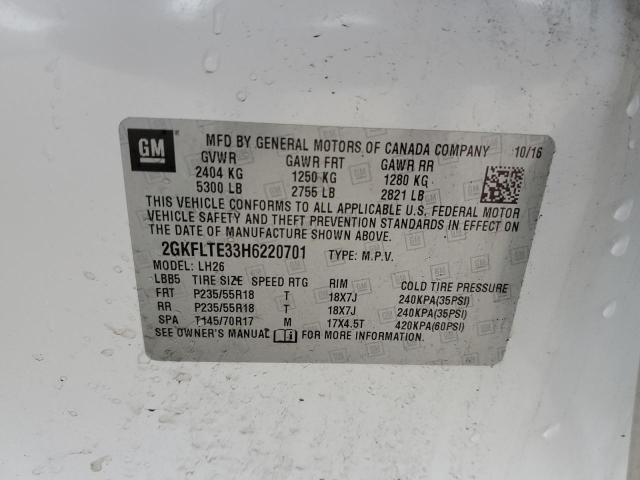 GM MFD BY GENERAL MOTORS OF CANADA COMPANY 10/16
GVWR GAWR FRT GAWR RR
2404 KG 1250 KG 1280 KG
5300 LB 2755 LB 2821 LB
THIS VEHICLE CONFORMS TO ALL APPLICABLE U.S. FEDERAL MOTOR
VEHICLE SAFETY AND THEFT PREVENTION STANDARDS IN EFFECT ON
THE DATE OF MANUFACTURE SHOWN ABOVE.
2GKFLTE33H6220701 TYPE: M.P.V.
MODEL: LH26
LBB5 TIRE SIZE SPEED RTG RIM COLD TIRE PRESSURE
FRT P235/55R18 T 18X7J 240KPA(35PSI)
RR P235/55R18 T 18X7J 240KPA(35PSI)
SPA T145/70R17 M 17X4.5T 420KPA(60PSI)
SEE OWNER'S MANUAL FOR MORE INFORMATION.